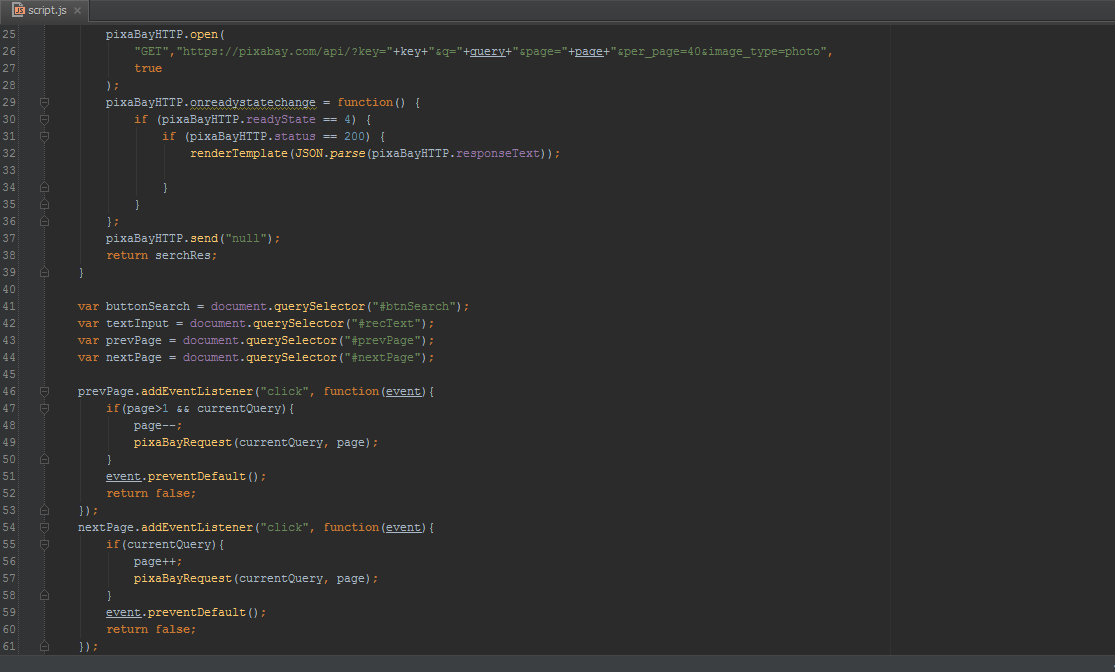 script.js
25 pixaBayHTTP.open(
26 "GET","https://pixabay.com/api/?key="+key+"&q="+query+"&page="+page+"&per_page=40&image_type=photo",
27 true
28 );
29 pixaBayHTTP.onreadystatechange = function() {
30 if (pixaBayHTTP.readyState == 4) {
31 if (pixaBayHTTP.status == 200) {
32 renderTemplate(JSON.parse(pixaBayHTTP.responseText));
33
34 }
35 }
36 };
37 pixaBayHTTP.send("null");
38 return serchRes;
39 }
40
41 var buttonSearch = document.querySelector("#btnSearch");
42 var textInput = document.querySelector("#recText");
43 var prevPage = document.querySelector("#prevPage");
44 var nextPage = document.querySelector("#nextPage");
45
46 prevPage.addEventListener("click", function(event){
47 if(page>1 && currentQuery){
48 page--;
49 pixaBayRequest(currentQuery, page);
50 }
51 event.preventDefault();
52 return false;
53 });
54 nextPage.addEventListener("click", function(event){
55 if(currentQuery){
56 page++;
57 pixaBayRequest(currentQuery, page);
58 }
59 event.preventDefault();
60 return false;
61 });